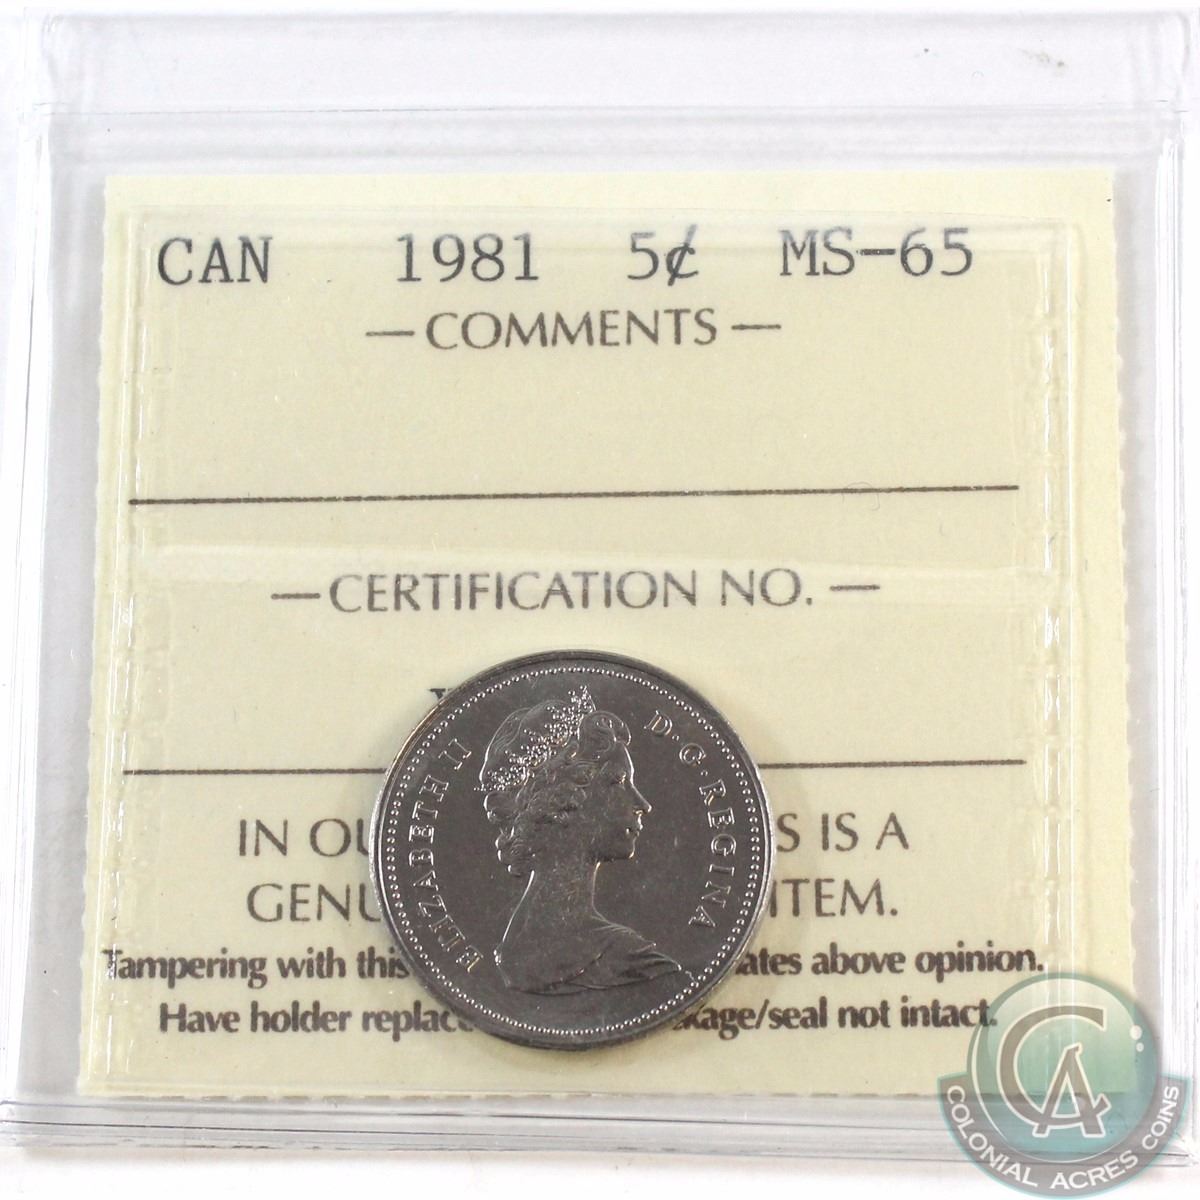 CAN 1981 5¢ MS-65
— COMMENTS —
— CERTIFICATION NO. —
ELIZABETH II D·G·REGINA
IN OU S IS A
GENU ITEM.
Tampering with this ates above opinion.
Have holder replac kage/seal not intact.
CA
COLONIAL ACRES COINS